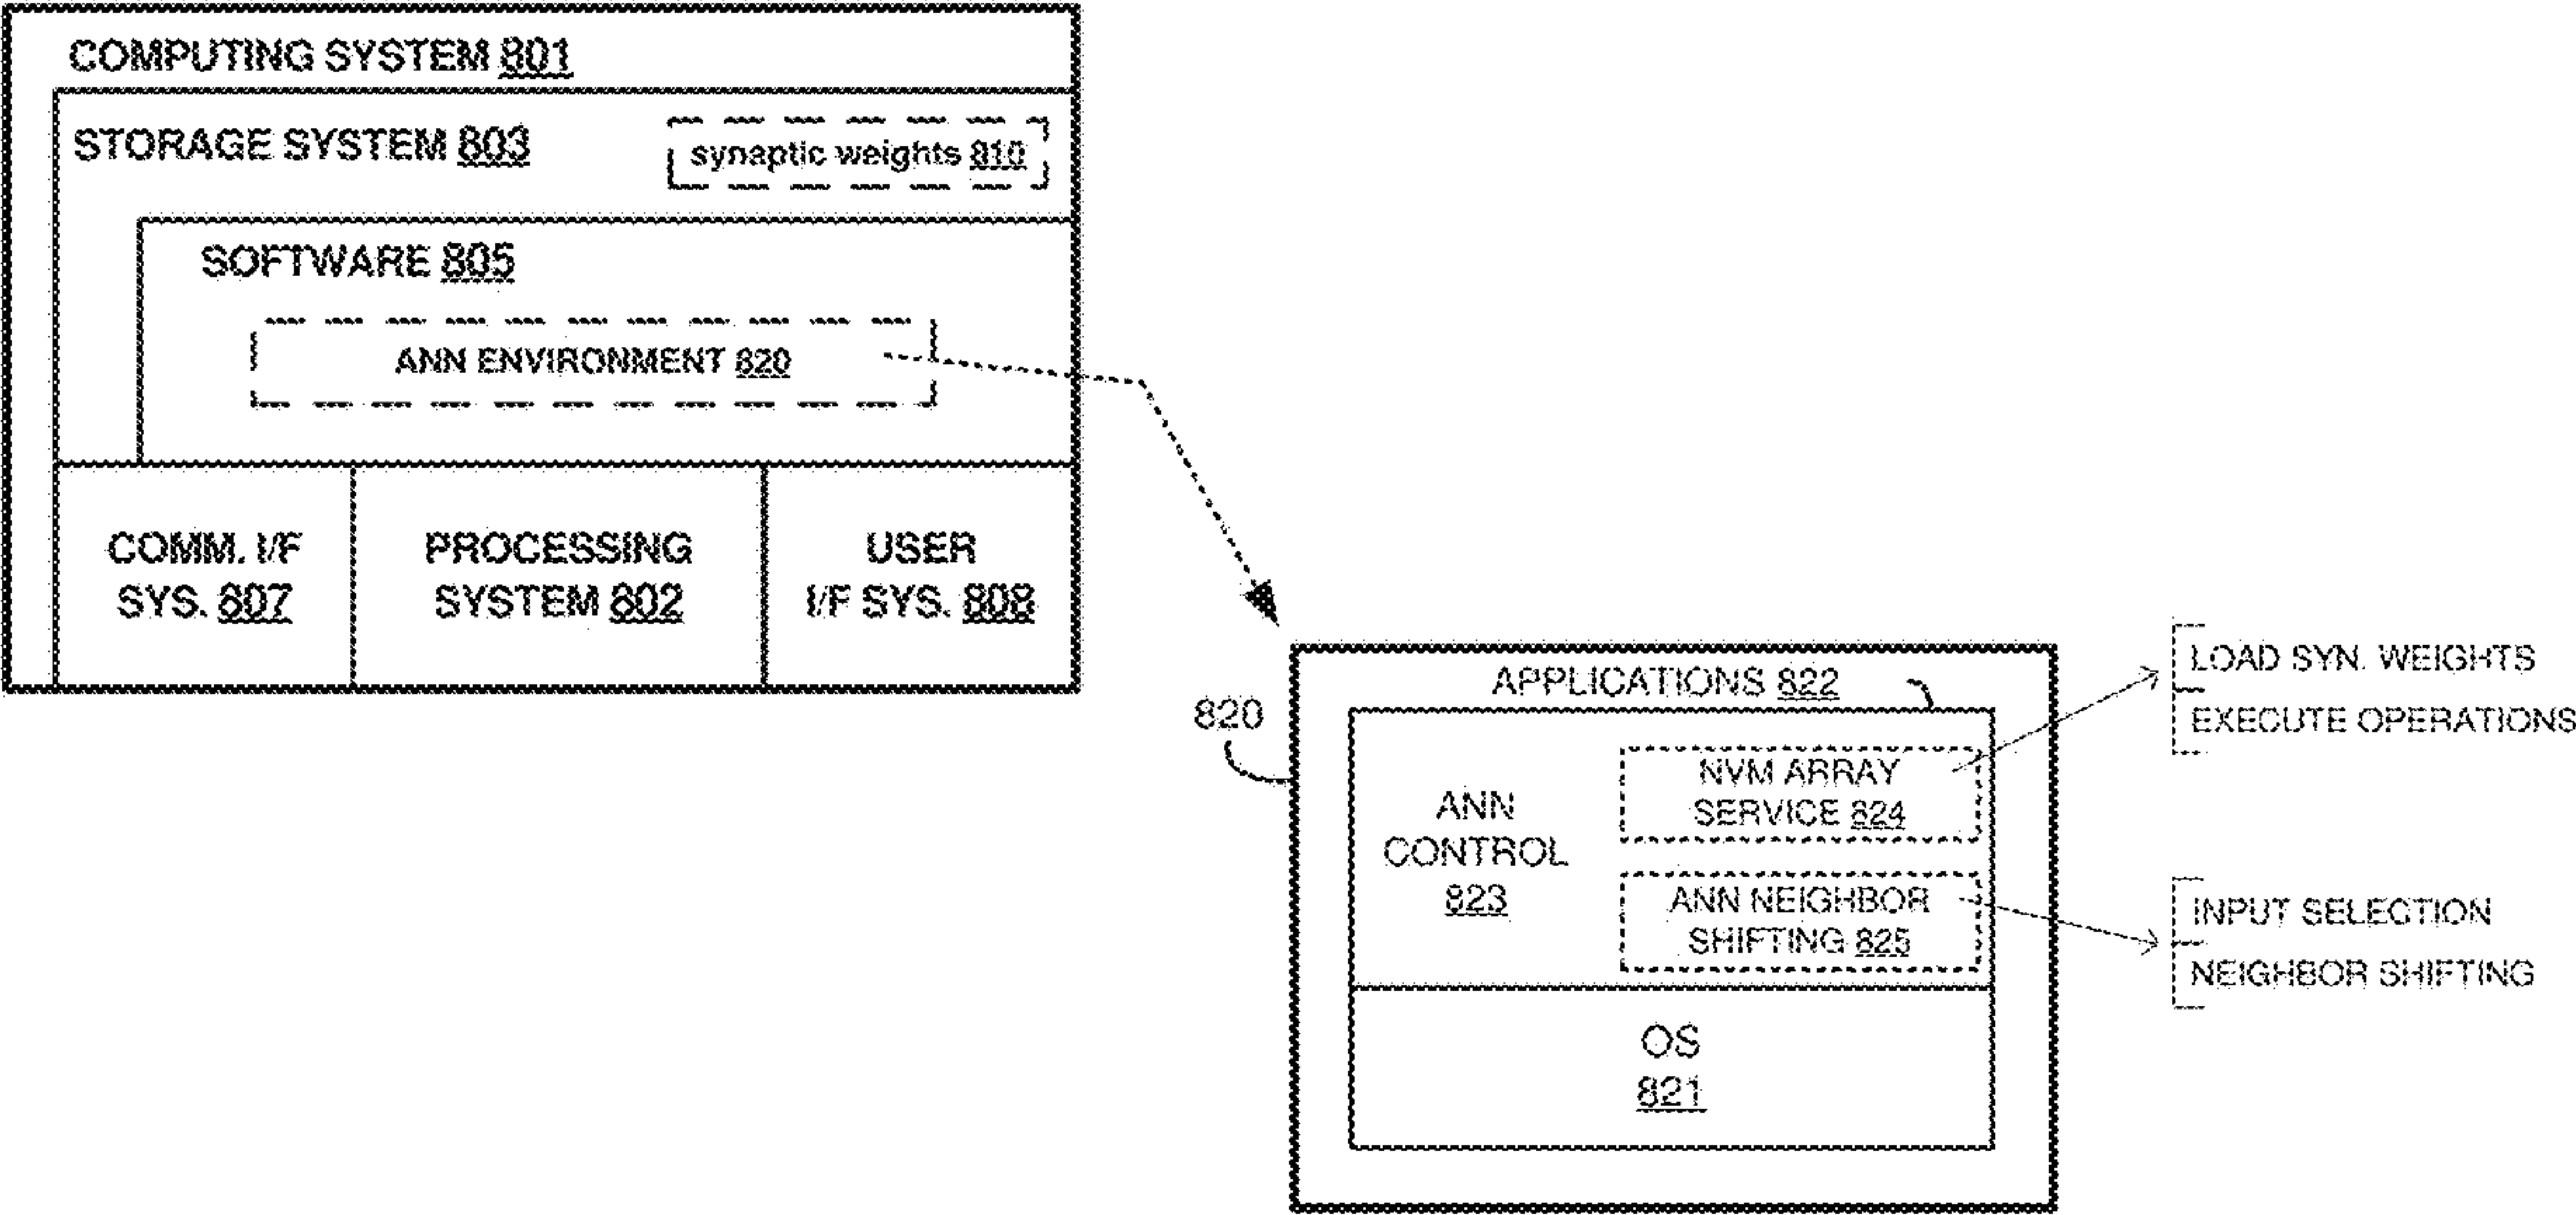 COMPUTING SYSTEM 801
STORAGE SYSTEM 803
synaptic weights 810
SOFTWARE 805
ANN ENVIRONMENT 820
COMM. I/F
SYS. 807
PROCESSING
SYSTEM 802
USER
I/F SYS. 808
820
APPLICATIONS 822
ANN
CONTROL
823
NVM ARRAY
SERVICE 824
ANN NEIGHBOR
SHIFTING 825
OS
821
LOAD SYN. WEIGHTS
EXECUTE OPERATIONS
INPUT SELECTION
NEIGHBOR SHIFTING